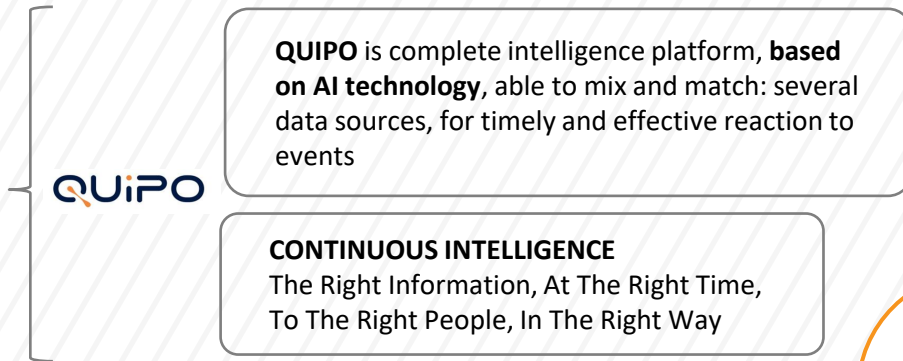 QUIPO is complete intelligence platform, based
on AI technology, able to mix and match: several
data sources, for timely and effective reaction to
events
QUiPO
CONTINUOUS INTELLIGENCE
The Right Information, At The Right Time,
To The Right People, In The Right Way